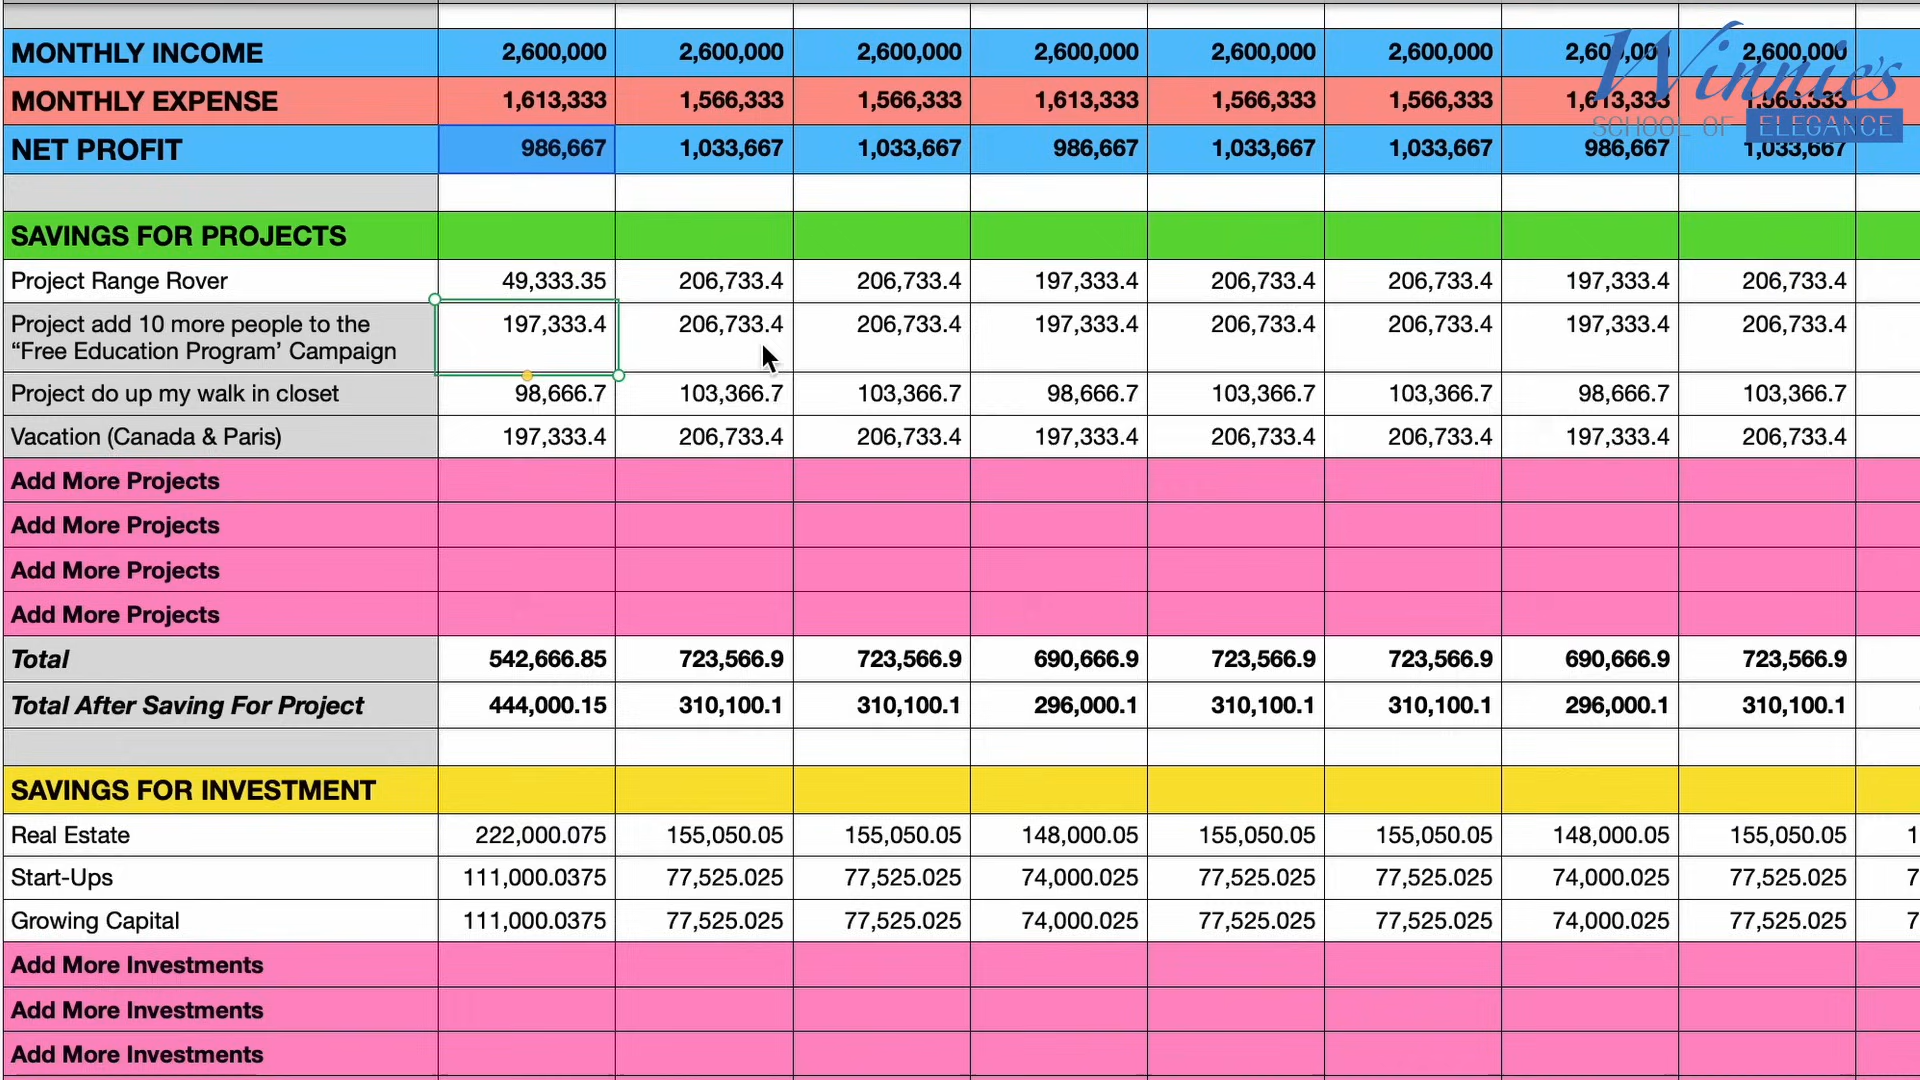 MONTHLY INCOME 2,600,000 2,600,000 2,600,000 2,600,000 2,600,000 2,600,000 2,600,000 2,600,000
MONTHLY EXPENSE 1,613,333 1,566,333 1,566,333 1,613,333 1,566,333 1,566,333 1,613,333 1,566,333
NET PROFIT 986,667 1,033,667 1,033,667 986,667 1,033,667 1,033,667 986,667 1,033,667
Winnie's
SCHOOL OF ELEGANCE
SAVINGS FOR PROJECTS
Project Range Rover 49,333.35 206,733.4 206,733.4 197,333.4 206,733.4 206,733.4 197,333.4 206,733.4
Project add 10 more people to the 197,333.4 206,733.4 206,733.4 197,333.4 206,733.4 206,733.4 197,333.4 206,733.4
“Free Education Program’ Campaign
Project do up my walk in closet 98,666.7 103,366.7 103,366.7 98,666.7 103,366.7 103,366.7 98,666.7 103,366.7
Vacation (Canada & Paris) 197,333.4 206,733.4 206,733.4 197,333.4 206,733.4 206,733.4 197,333.4 206,733.4
Add More Projects
Add More Projects
Add More Projects
Add More Projects
Total 542,666.85 723,566.9 723,566.9 690,666.9 723,566.9 723,566.9 690,666.9 723,566.9
Total After Saving For Project 444,000.15 310,100.1 310,100.1 296,000.1 310,100.1 310,100.1 296,000.1 310,100.1
SAVINGS FOR INVESTMENT
Real Estate 222,000.075 155,050.05 155,050.05 148,000.05 155,050.05 155,050.05 148,000.05 155,050.05 1
Start-Ups 111,000.0375 77,525.025 77,525.025 74,000.025 77,525.025 77,525.025 74,000.025 77,525.025 7
Growing Capital 111,000.0375 77,525.025 77,525.025 74,000.025 77,525.025 77,525.025 74,000.025 77,525.025 7
Add More Investments
Add More Investments
Add More Investments